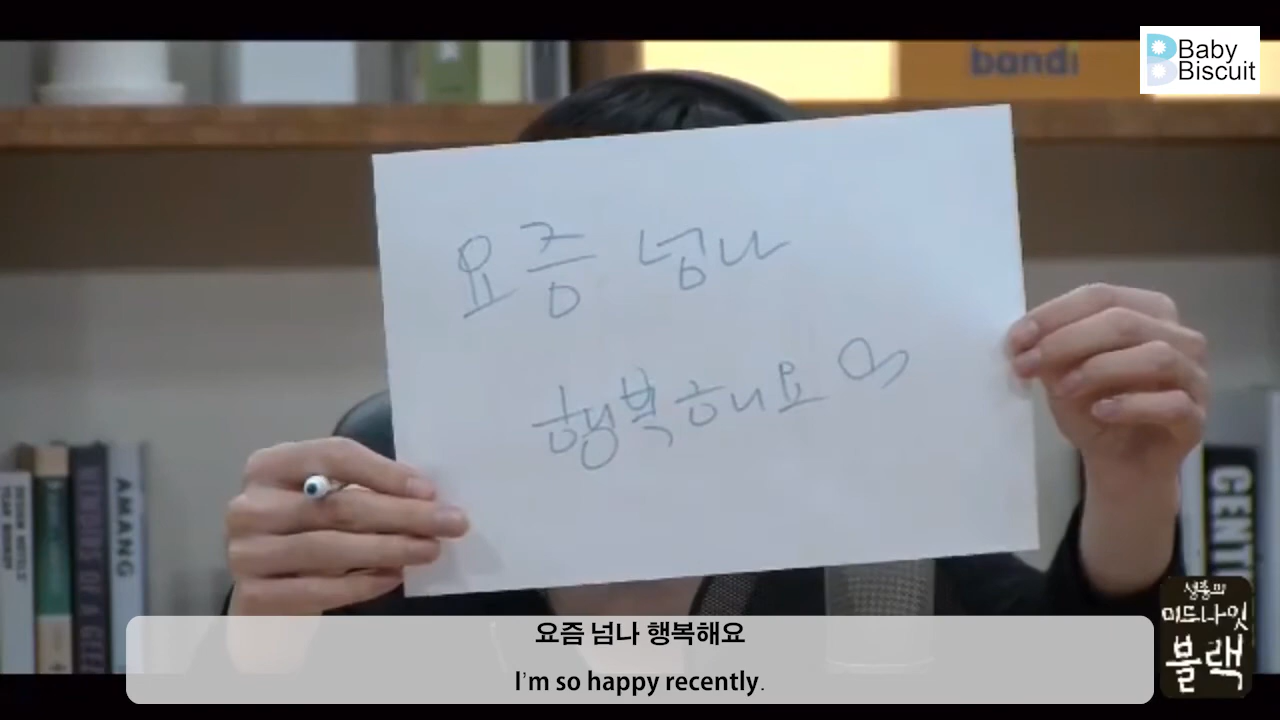 bandi
Baby
Biscuit
요즘 넘나
행복해요
AMANG
성종의
미드나잇
블랙
요즘 넘나 행복해요
I'm so happy recently.